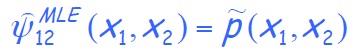 ψ̂₁₂^MLE (x₁, x₂) = p̃ (x₁, x₂)